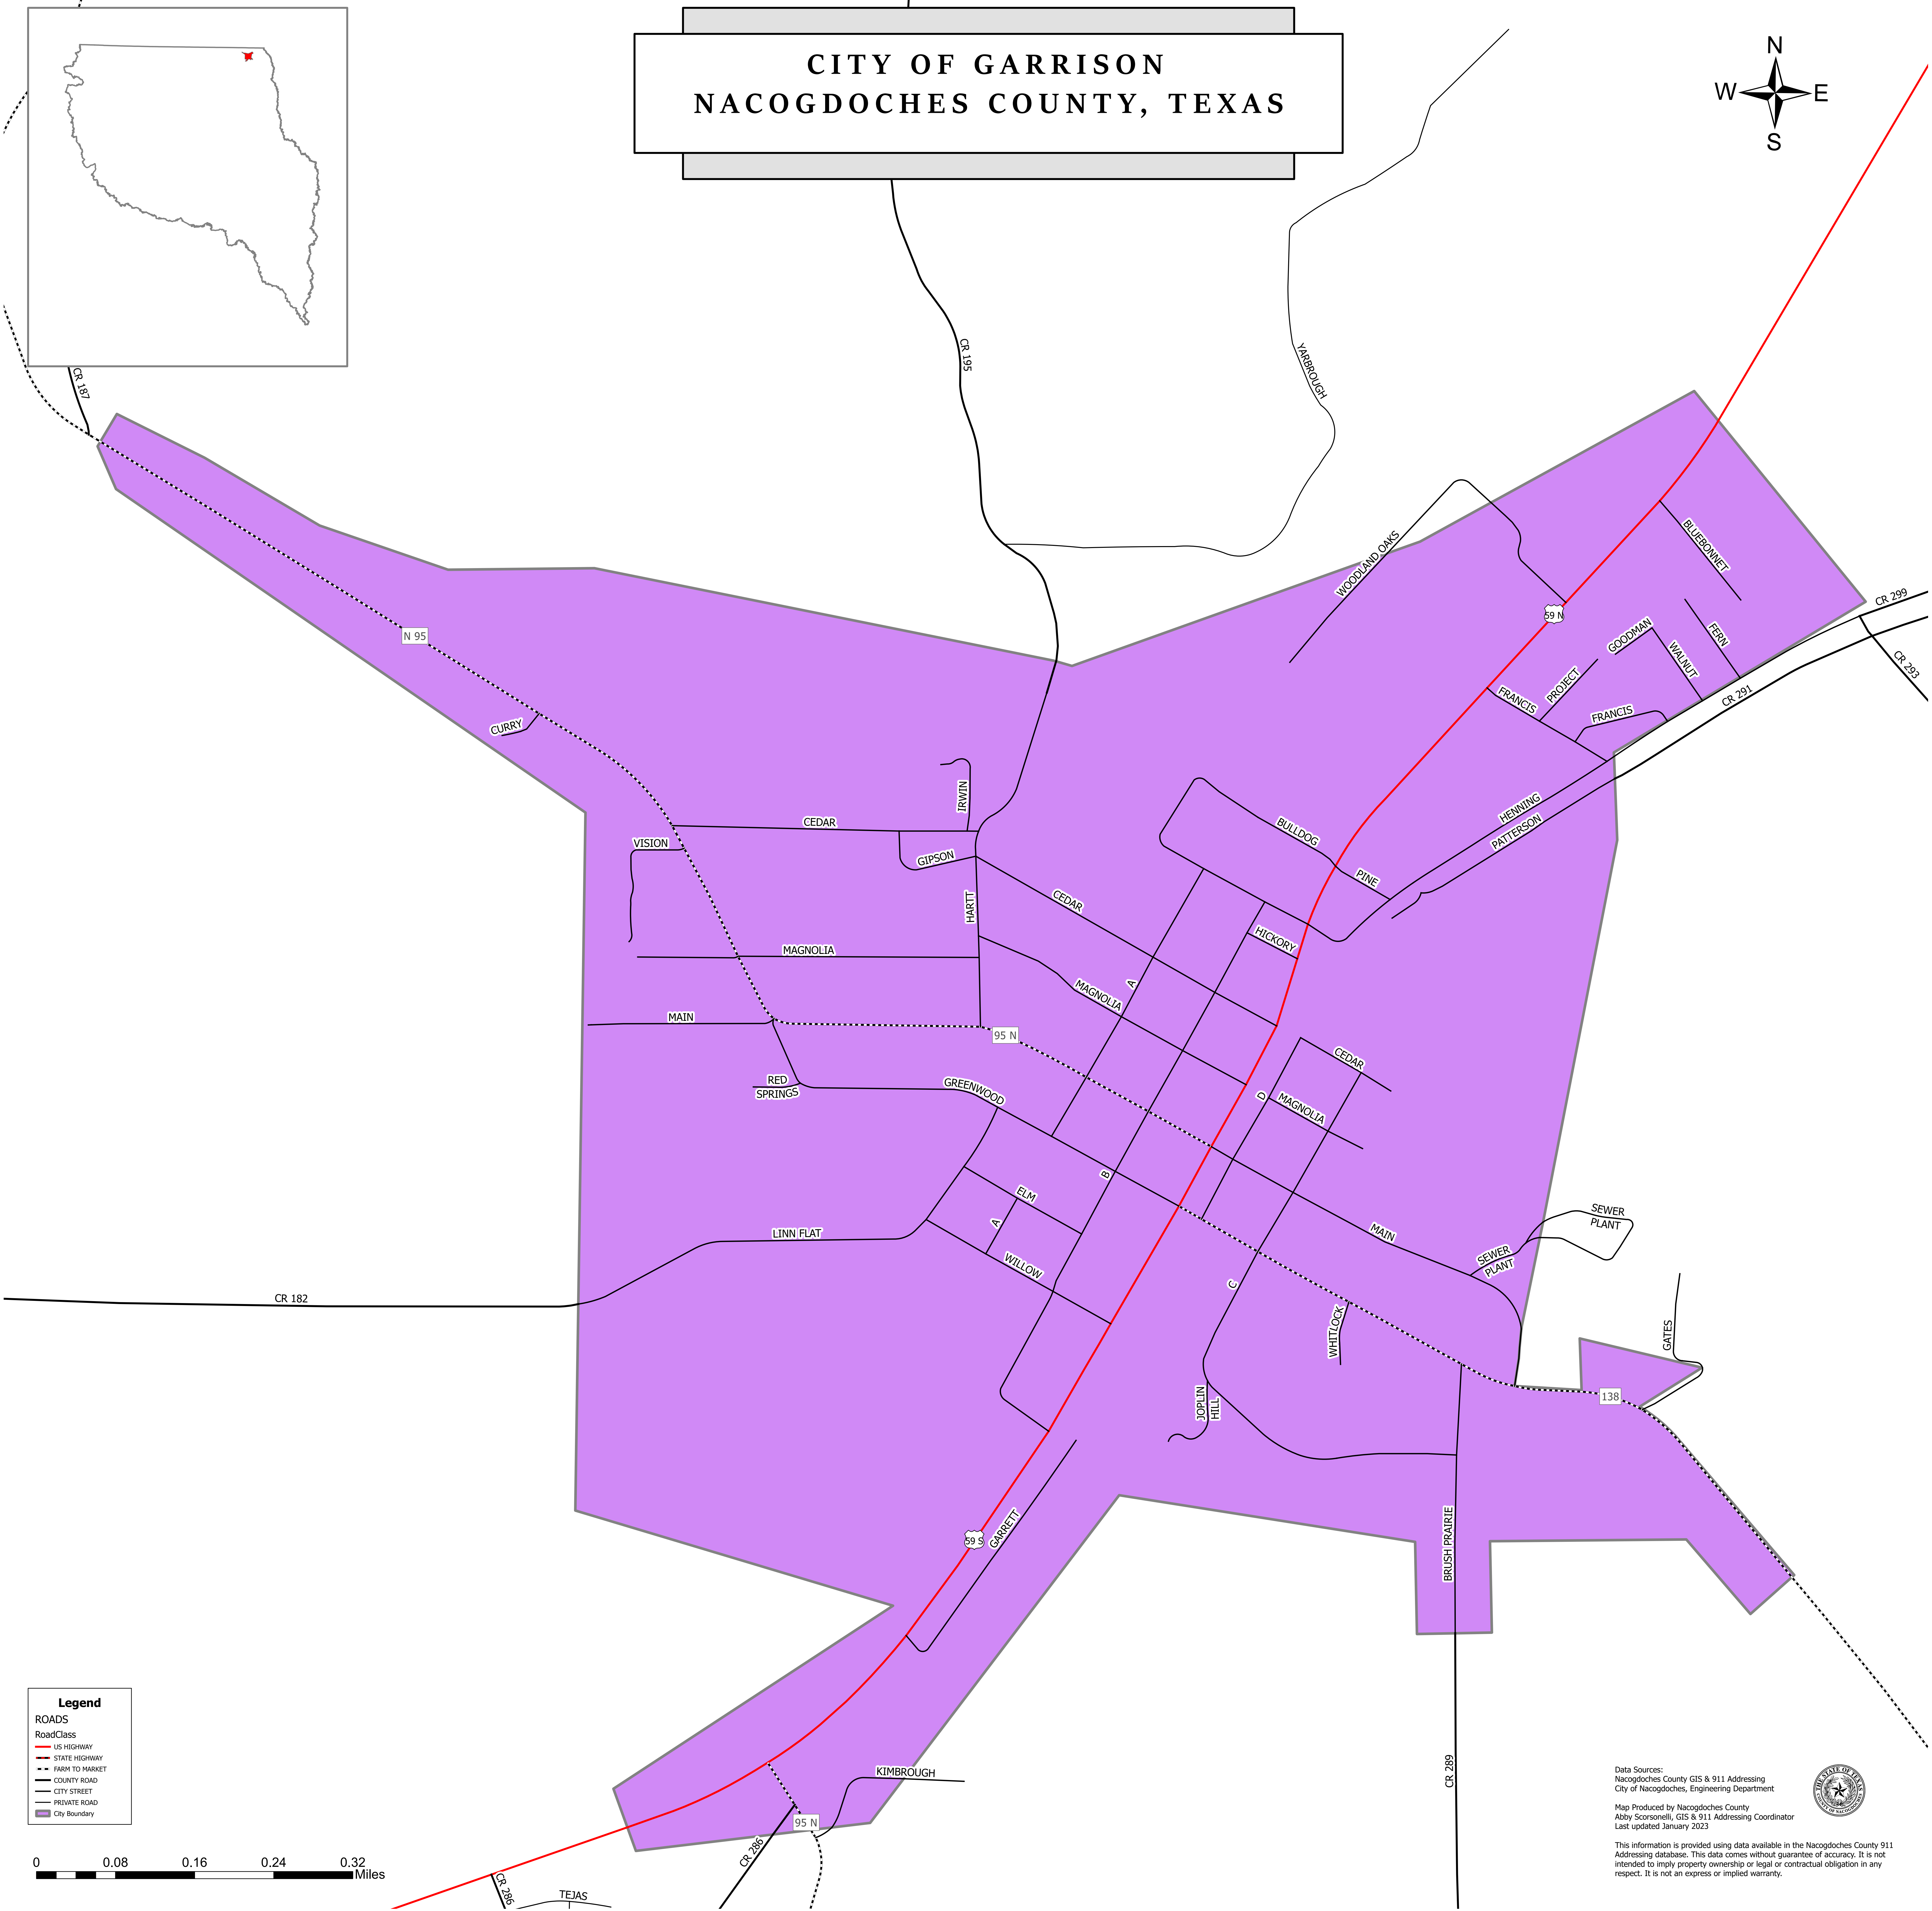 CITY OF GARRISON
NACOGDOCHES COUNTY, TEXAS
N
W
E
S
CR 187
CR 195
YARBROUGH
WOODLAND OAKS
BLUEBONNET
59 N
CR 299
CR 293
CR 291
FERN
GOODMAN
WALNUT
PROJECT
FRANCIS
FRANCIS
N 95
CURRY
IRWIN
CEDAR
VISION
GIPSON
HARTT
CEDAR
BULLDOG
PINE
HENNING
PATTERSON
HICKORY
MAGNOLIA
A
MAGNOLIA
MAIN
95 N
CEDAR
RED
SPRINGS
GREENWOOD
D
MAGNOLIA
B
ELM
A
LINN FLAT
WILLOW
MAIN
SEWER
PLANT
SEWER
PLANT
C
CR 182
WHITLOCK
GATES
JOPLIN
HILL
138
59 S
GARRETT
BRUSH PRAIRIE
CR 289
KIMBROUGH
95 N
CR 286
CR 286
TEJAS
Legend
ROADS
RoadClass
US HIGHWAY
STATE HIGHWAY
FARM TO MARKET
COUNTY ROAD
CITY STREET
PRIVATE ROAD
City Boundary
0 0.08 0.16 0.24 0.32
Miles
Data Sources:
Nacogdoches County GIS & 911 Addressing
City of Nacogdoches, Engineering Department
Map Produced by Nacogdoches County
Abby Scorsonelli, GIS & 911 Addressing Coordinator
Last updated January 2023
This information is provided using data available in the Nacogdoches County 911
Addressing database. This data comes without guarantee of accuracy. It is not
intended to imply property ownership or legal or contractual obligation in any
respect. It is not an express or implied warranty.
THE STATE OF TEXAS
COUNTY OF NACOGDOCHES